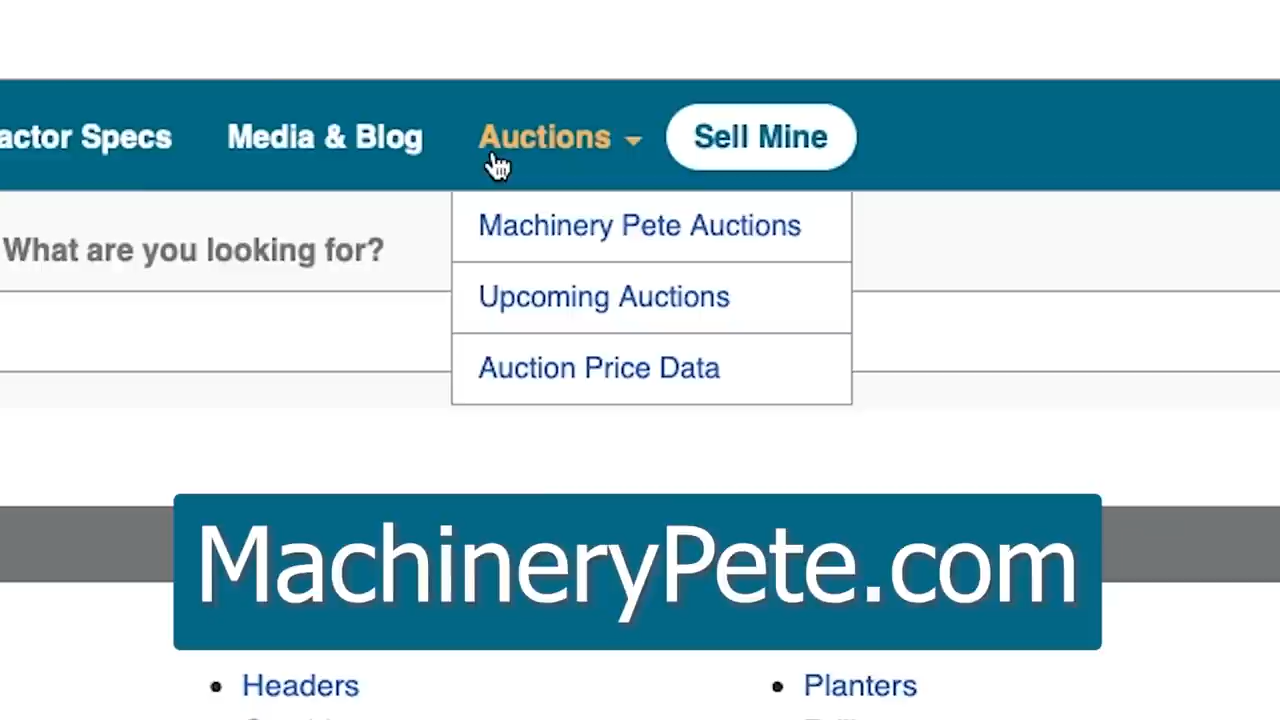 actor Specs Media & Blog Auctions Sell Mine
Machinery Pete Auctions
What are you looking for?
Upcoming Auctions
Auction Price Data
MachineryPete.com
Headers Planters